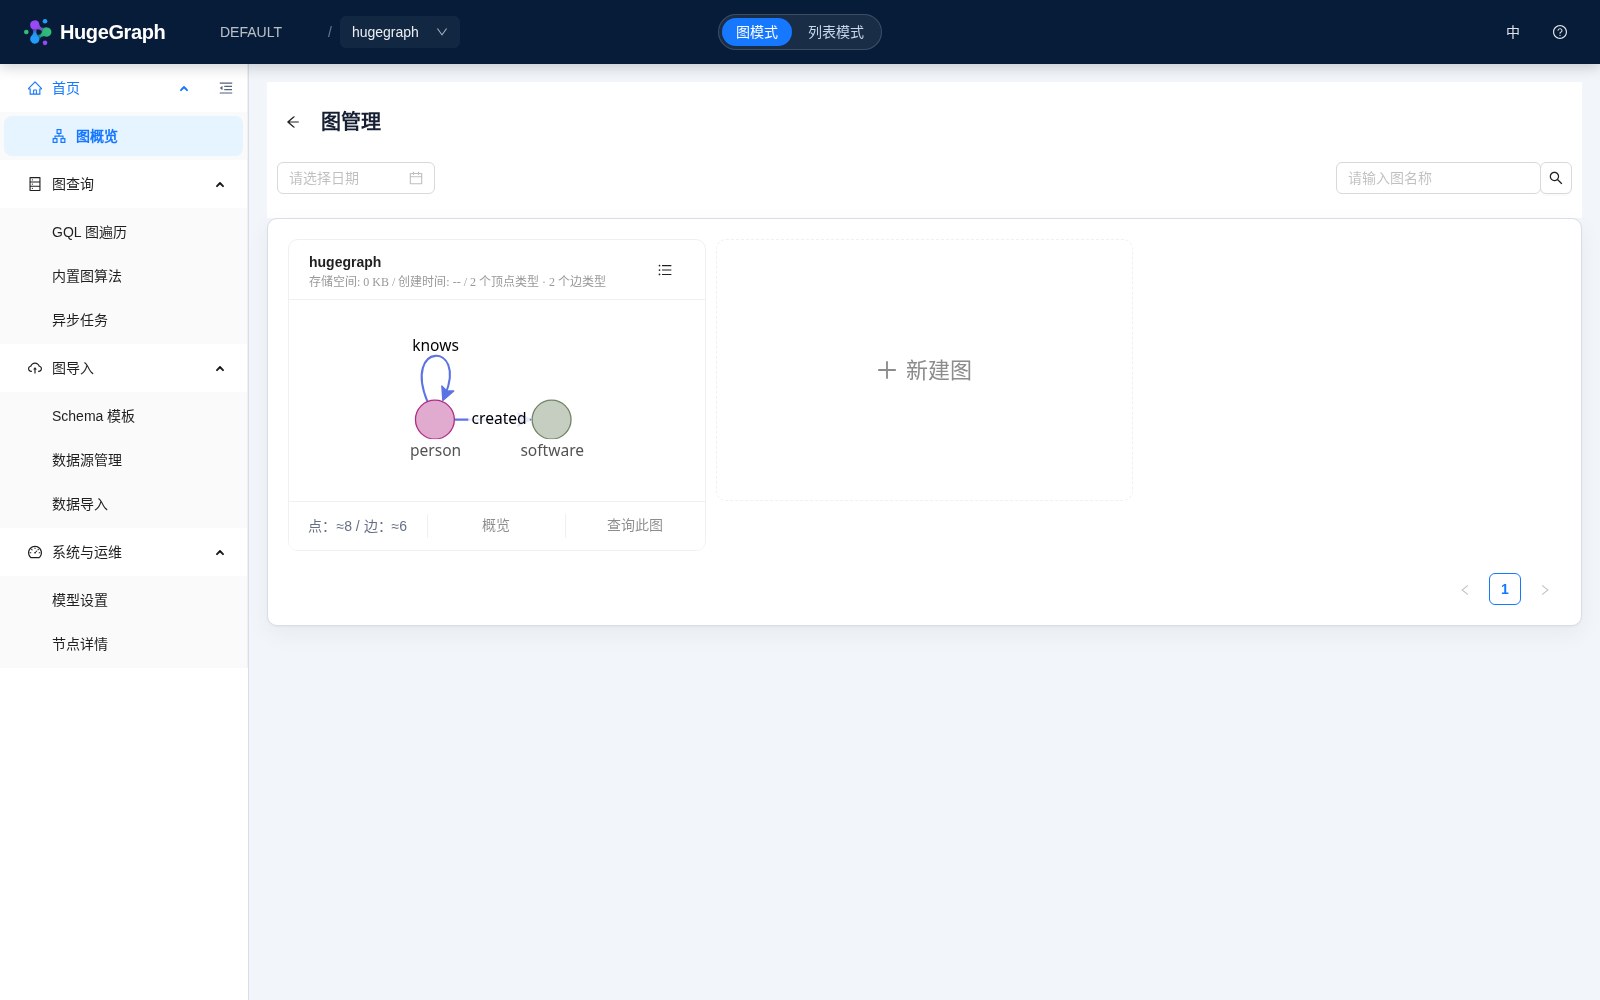 HugeGraph
DEFAULT / hugegraph
图模式 列表模式
中
首页
图概览
图查询
GQL 图遍历
内置图算法
异步任务
图导入
Schema 模板
数据源管理
数据导入
系统与运维
模型设置
节点详情
图管理
请选择日期
请输入图名称
hugegraph
存储空间: 0 KB / 创建时间: -- / 2 个顶点类型 · 2 个边类型
knows
created
person
software
点：≈8 / 边：≈6
概览
查询此图
新建图
1